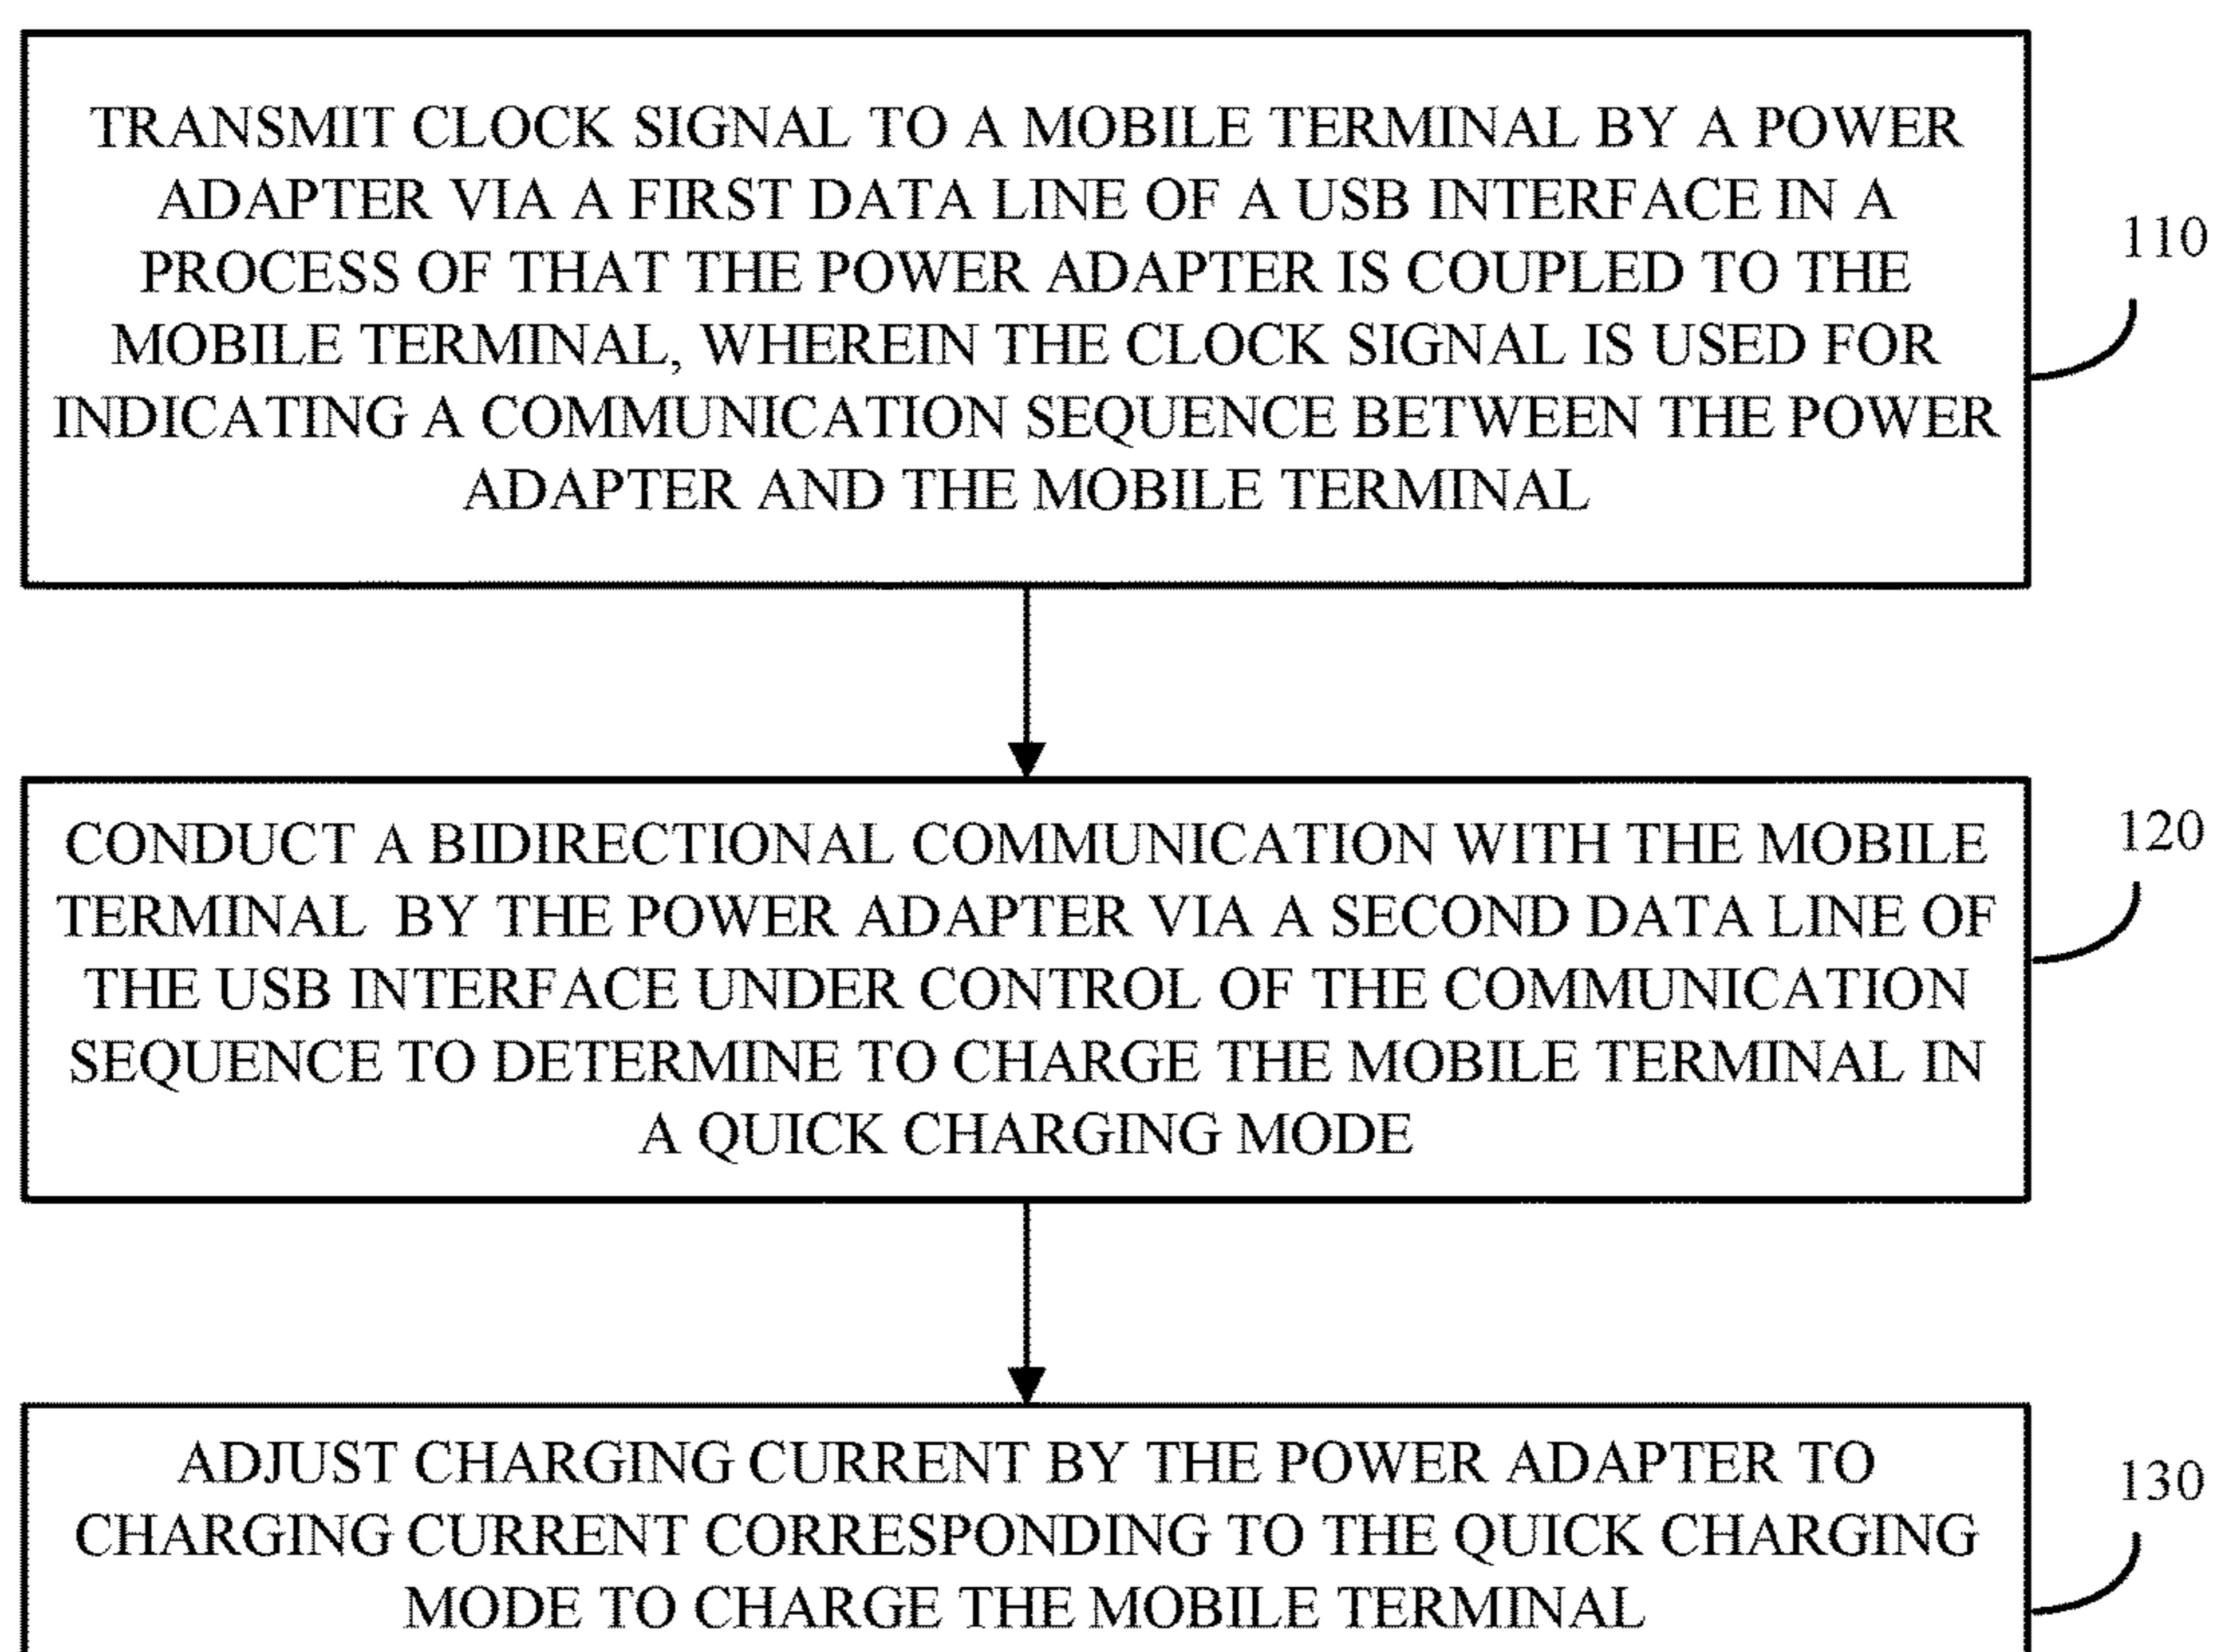 TRANSMIT CLOCK SIGNAL TO A MOBILE TERMINAL BY A POWER
ADAPTER VIA A FIRST DATA LINE OF A USB INTERFACE IN A
PROCESS OF THAT THE POWER ADAPTER IS COUPLED TO THE
MOBILE TERMINAL, WHEREIN THE CLOCK SIGNAL IS USED FOR
INDICATING A COMMUNICATION SEQUENCE BETWEEN THE POWER
ADAPTER AND THE MOBILE TERMINAL
110
CONDUCT A BIDIRECTIONAL COMMUNICATION WITH THE MOBILE
TERMINAL BY THE POWER ADAPTER VIA A SECOND DATA LINE OF
THE USB INTERFACE UNDER CONTROL OF THE COMMUNICATION
SEQUENCE TO DETERMINE TO CHARGE THE MOBILE TERMINAL IN
A QUICK CHARGING MODE
120
ADJUST CHARGING CURRENT BY THE POWER ADAPTER TO
CHARGING CURRENT CORRESPONDING TO THE QUICK CHARGING
MODE TO CHARGE THE MOBILE TERMINAL
130